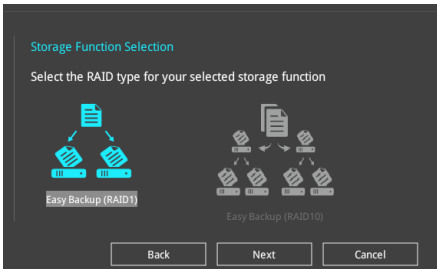 Storage Function Selection
Select the RAID type for your selected storage function
Easy Backup (RAID1)
Easy Backup (RAID10)
Back
Next
Cancel